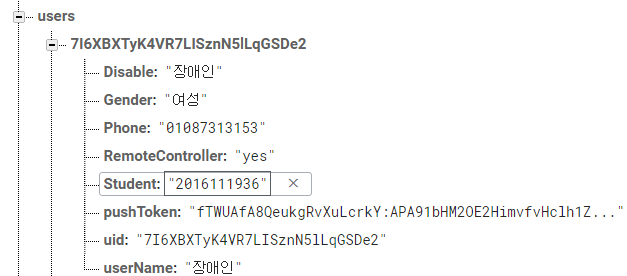 users
7I6XBXTyK4VR7LISznN5lLqGSDe2
Disable: "장애인"
Gender: "여성"
Phone: "01087313153"
RemoteController: "yes"
Student: "2016111936" ×
pushToken: "fTWUAfA8QeukgRvXuLcrkY:APA91bHM2OE2HimvfvHclh1Z..."
uid: "7I6XBXTyK4VR7LISznN5lLqGSDe2"
userName: "장애인"